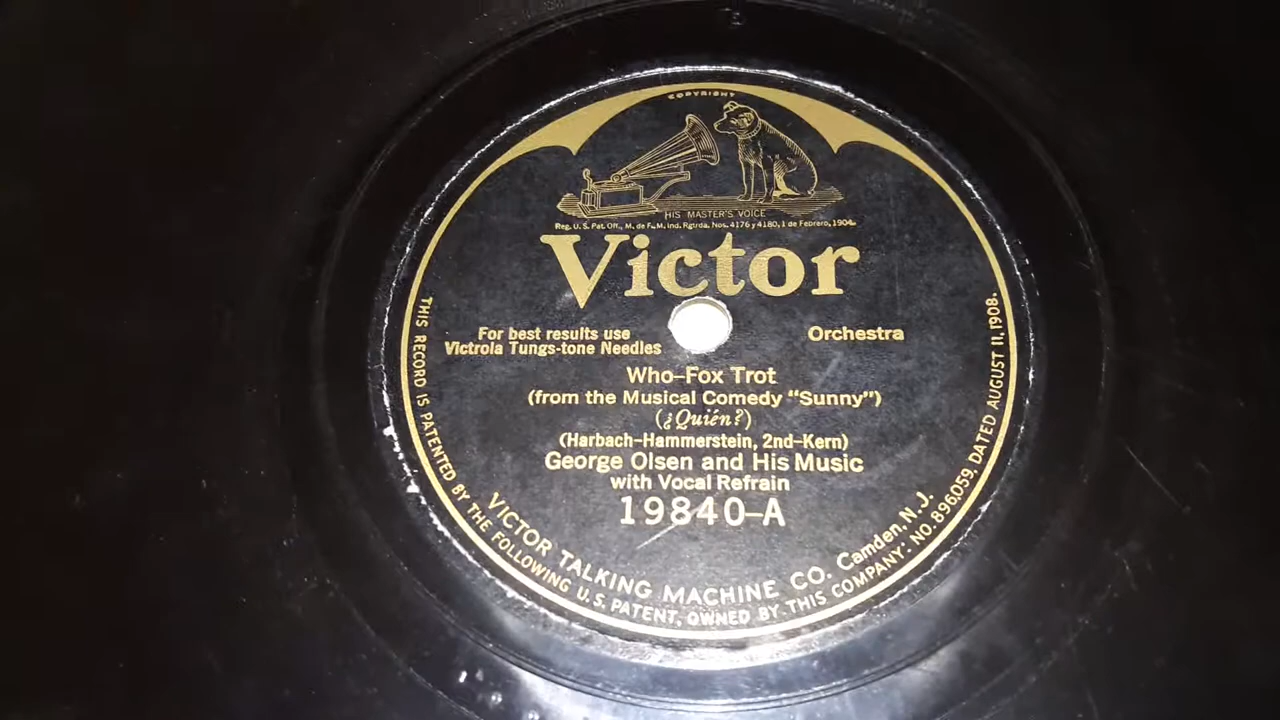 COPYRIGHT
HIS MASTER'S VOICE
Reg. U. S. Pat. Off., M. de F., M. Ind. Rgtrda. Nos. 4176 y 4180, 1 de Febrero, 1904.
Victor
For best results use
Victrola Tungs-tone Needles
Orchestra
Who–Fox Trot
(from the Musical Comedy "Sunny")
(¿Quién?)
(Harbach–Hammerstein, 2nd–Kern)
George Olsen and His Music
with Vocal Refrain
19840–A
VICTOR TALKING MACHINE CO. Camden, N. J.
THIS RECORD IS PATENTED BY THE FOLLOWING U.S. PATENT, OWNED BY THIS COMPANY: NO. 896,059, DATED AUGUST 11, 1908.